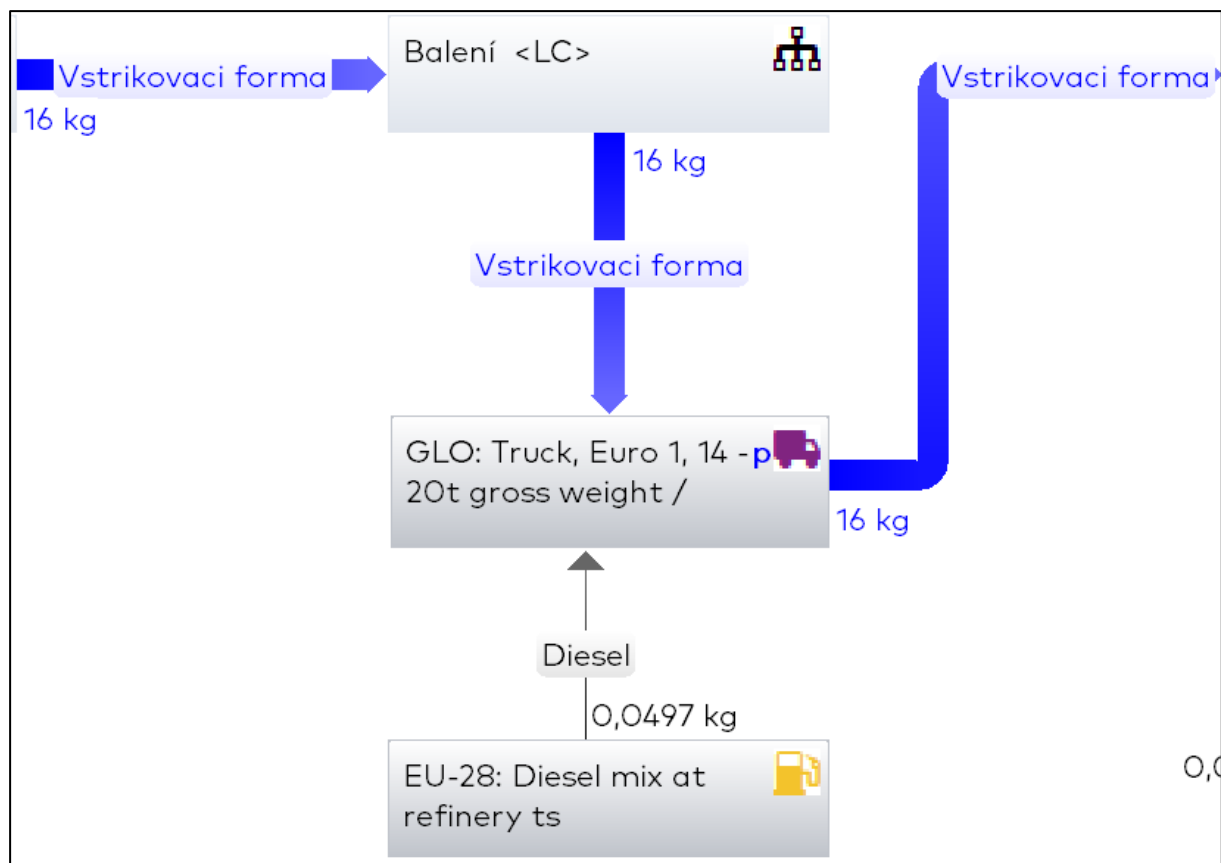 Balení <LC>
Vstrikovaci forma
16 kg
Vstrikovaci forma
16 kg
Vstrikovaci forma
GLO: Truck, Euro 1, 14 - p
20t gross weight /
16 kg
Diesel
0,0497 kg
EU-28: Diesel mix at
refinery ts